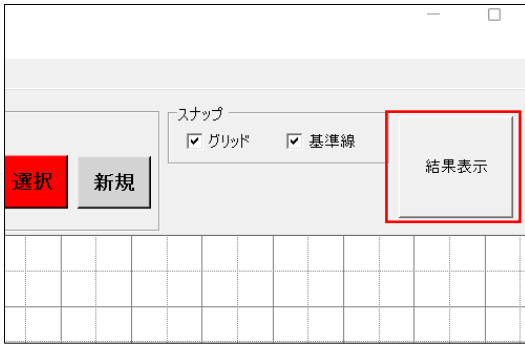 スナップ
グリッド
基準線
選択
新規
結果表示